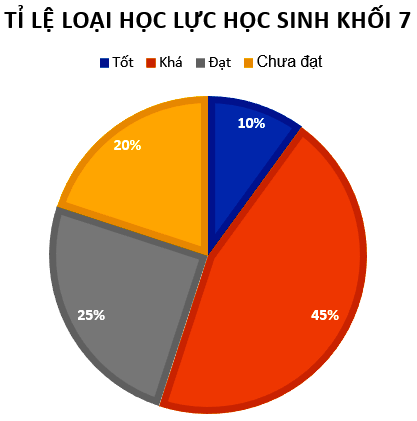 TỈ LỆ LOẠI HỌC LỰC HỌC SINH KHỐI 7
Tốt Khá Đạt Chưa đạt
10%
20%
25%
45%